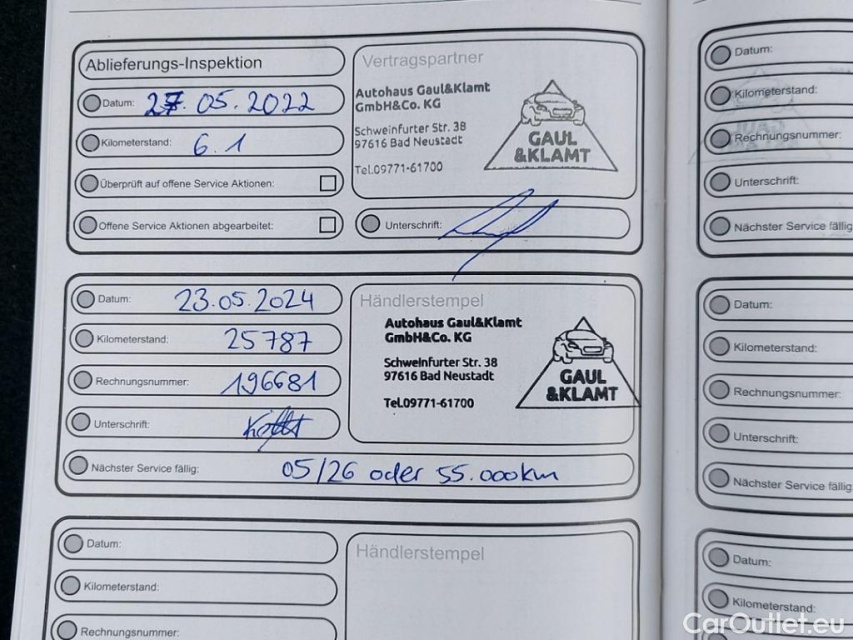 Ablieferungs-Inspektion
Datum: 27.05.2022
Kilometerstand: 6.1
Überprüft auf offene Service Aktionen:
Offene Service Aktionen abgearbeitet:
Vertragspartner
Autohaus Gaul&Klamt
GmbH&Co. KG
Schweinfurter Str. 38
97616 Bad Neustadt
Tel.09771-61700
GAUL
&KLAMT
Unterschrift:
Datum: 23.05.2024
Kilometerstand: 25787
Rechnungsnummer: 196681
Unterschrift:
Nächster Service fällig: 05/26 oder 55.000km
Händlerstempel
Autohaus Gaul&Klamt
GmbH&Co. KG
Schweinfurter Str. 38
97616 Bad Neustadt
Tel.09771-61700
GAUL
&KLAMT
Datum:
Kilometerstand:
Rechnungsnummer:
Händlerstempel
Datum:
Kilometerstand:
Rechnungsnummer:
Unterschrift:
Nächster Service fällig
Datum:
Kilometerstand:
Rechnungsnummer:
Unterschrift:
Nächster Service fällig
Datum:
Kilometerstand:
CarOutlet.eu